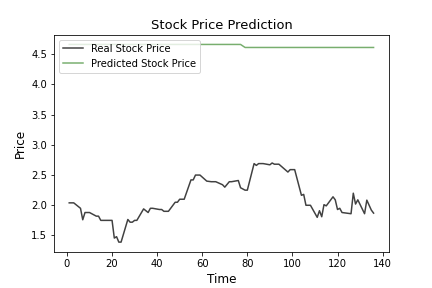 Stock Price Prediction
Real Stock Price
Predicted Stock Price
Price
4.5
4.0
3.5
3.0
2.5
2.0
1.5
0 20 40 60 80 100 120 140
Time